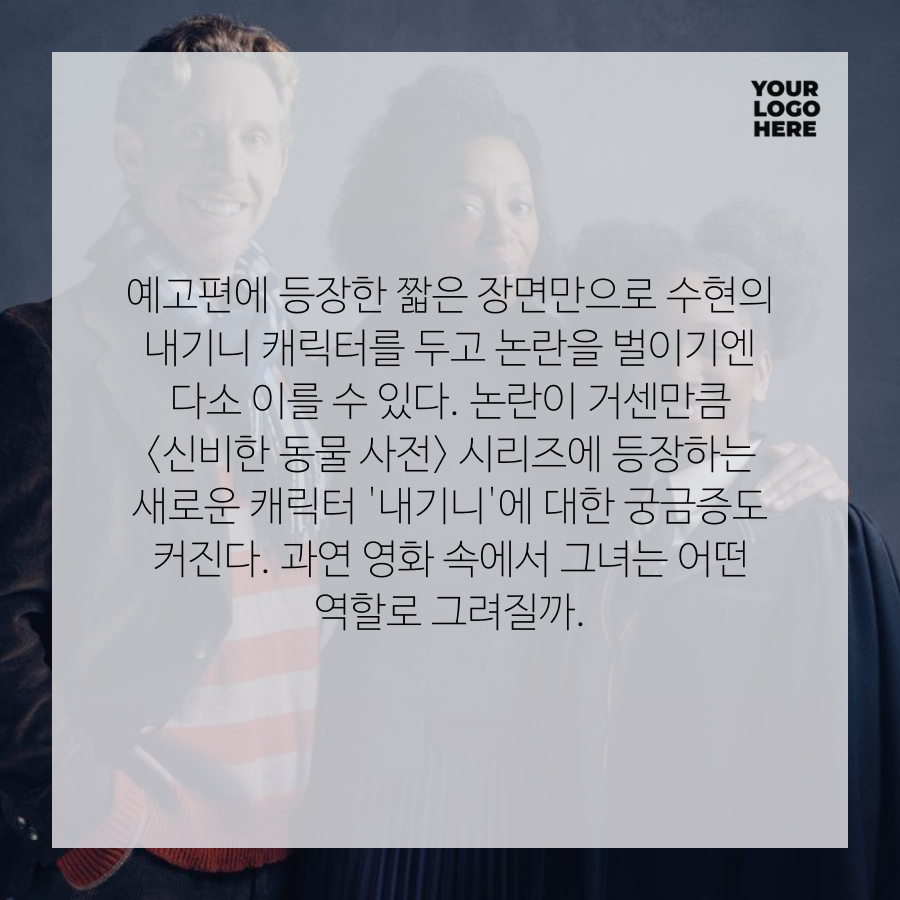 YOUR
LOGO
HERE
예고편에 등장한 짧은 장면만으로 수현의
내기니 캐릭터를 두고 논란을 벌이기엔
다소 이를 수 있다. 논란이 거센만큼
<신비한 동물 사전> 시리즈에 등장하는
새로운 캐릭터 '내기니'에 대한 궁금증도
커진다. 과연 영화 속에서 그녀는 어떤
역할로 그려질까.